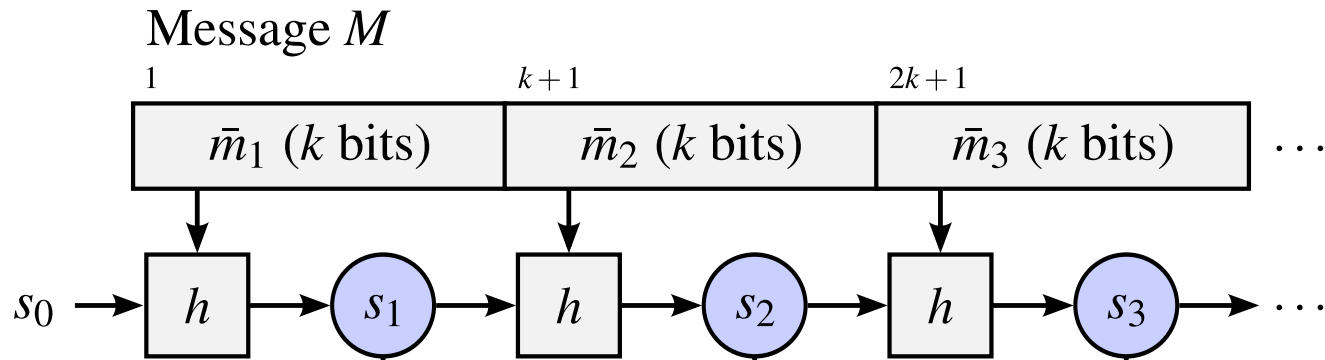 Message M
1 k + 1 2k + 1
m̄₁ (k bits) m̄₂ (k bits) m̄₃ (k bits) ···
s₀ h s₁ h s₂ h s₃ ···